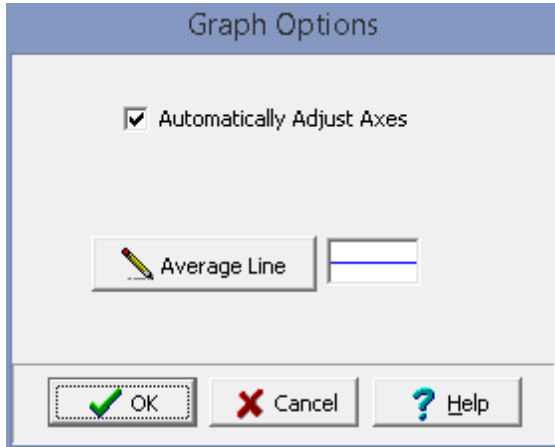 Graph Options
Automatically Adjust Axes
Average Line
OK Cancel Help